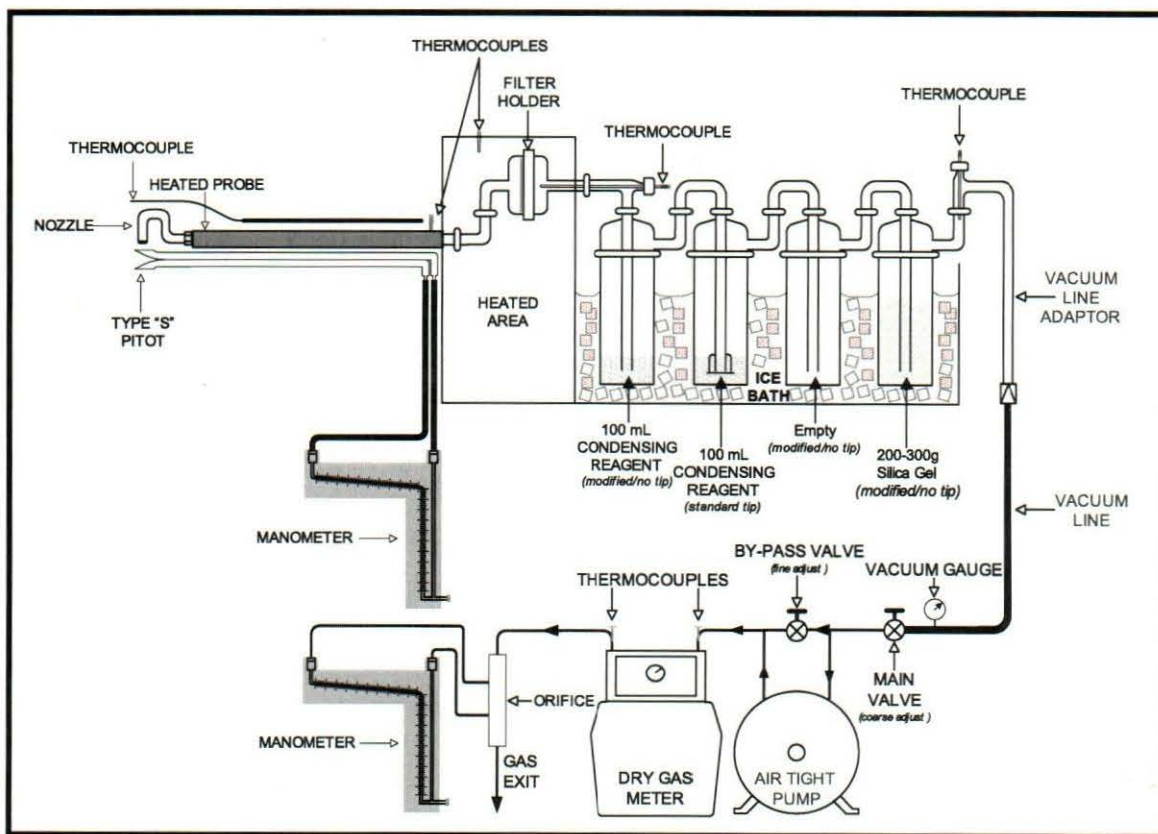 THERMOCOUPLES
FILTER
HOLDER
THERMOCOUPLE
THERMOCOUPLE
THERMOCOUPLE
HEATED PROBE
NOZZLE
TYPE "S"
PITOT
HEATED
AREA
ICE
BATH
VACUUM
LINE
ADAPTOR
100 mL
CONDENSING
REAGENT
(modified/no tip)
100 mL
CONDENSING
REAGENT
(standard tip)
Empty
(modified/no tip)
200-300g
Silica Gel
(modified/no tip)
VACUUM
LINE
MANOMETER
BY-PASS VALVE
(fine adjust )
VACUUM GAUGE
THERMOCOUPLES
MAIN
VALVE
(coarse adjust )
ORIFICE
MANOMETER
GAS
EXIT
DRY GAS
METER
AIR TIGHT
PUMP